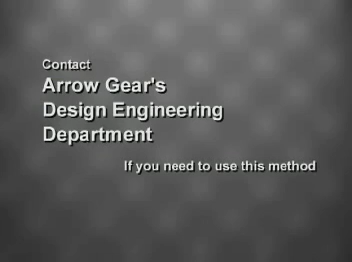 Contact
Arrow Gear's
Design Engineering
Department
If you need to use this method